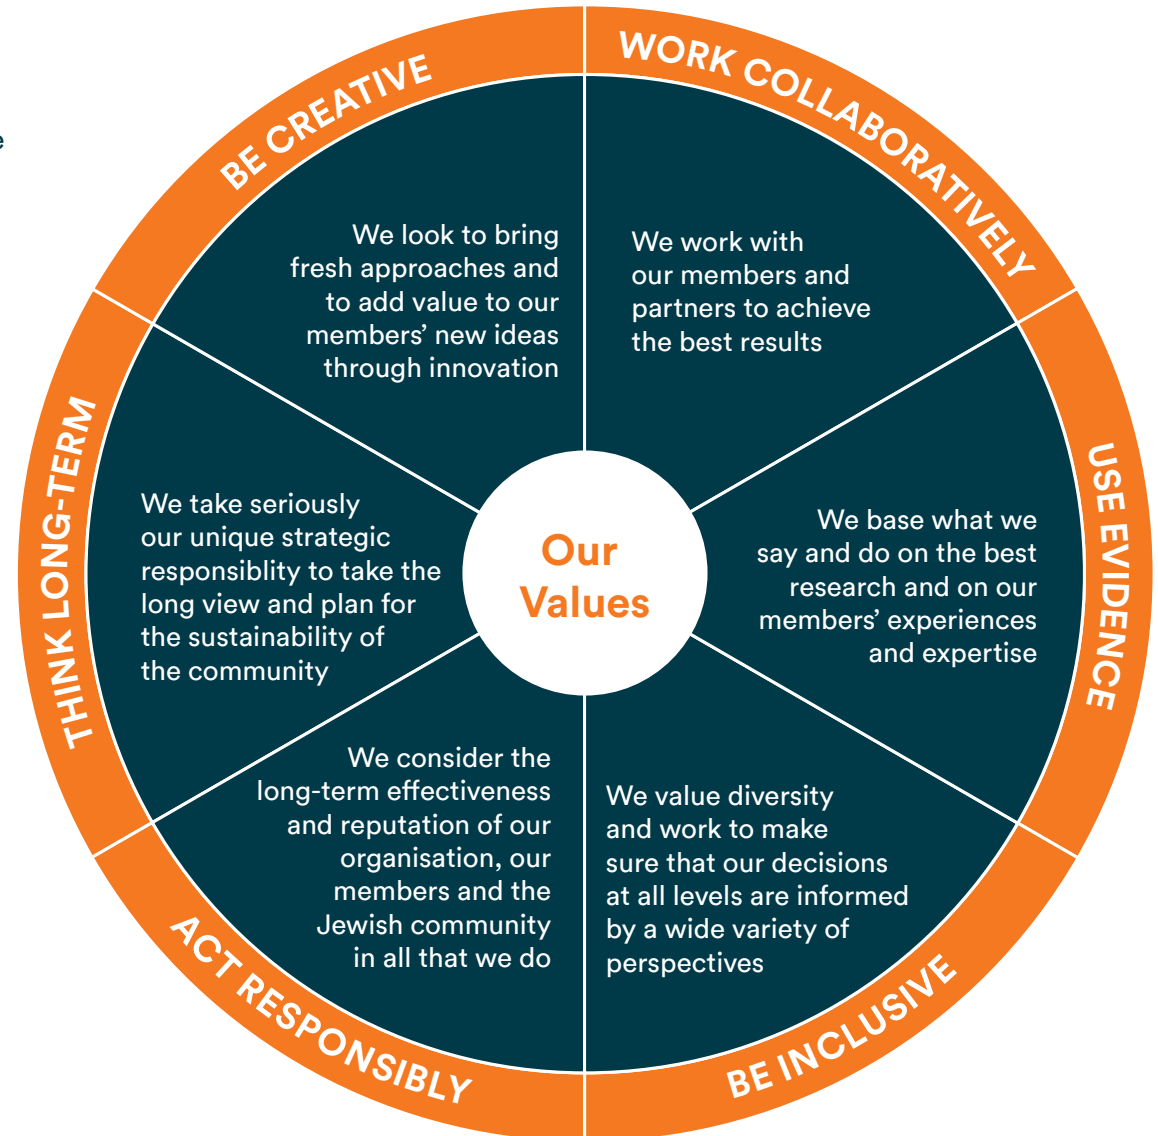 e
BE CREATIVE
We look to bring
fresh approaches and
to add value to our
members’ new ideas
through innovation
WORK COLLABORATIVELY
We work with
our members and
partners to achieve
the best results
USE EVIDENCE
We base what we
say and do on the best
research and on our
members’ experiences
and expertise
BE INCLUSIVE
We value diversity
and work to make
sure that our decisions
at all levels are informed
by a wide variety of
perspectives
ACT RESPONSIBLY
We consider the
long-term effectiveness
and reputation of our
organisation, our
members and the
Jewish community
in all that we do
THINK LONG-TERM
We take seriously
our unique strategic
responsiblity to take the
long view and plan for
the sustainability of
the community
Our
Values